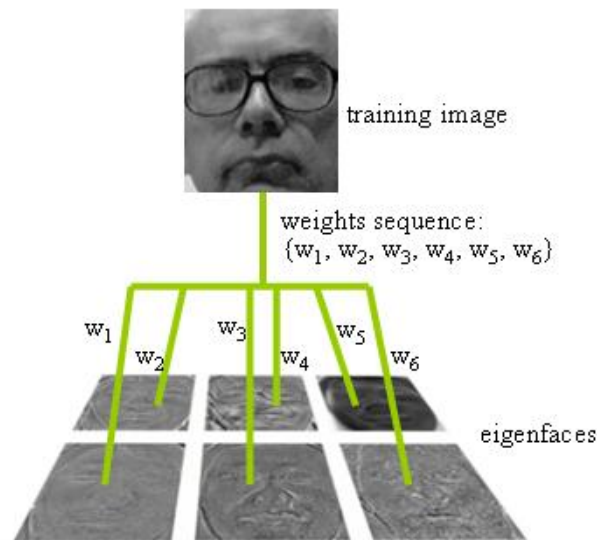 training image
weights sequence:
{w₁, w₂, w₃, w₄, w₅, w₆}
w₁
w₂
w₃
w₄
w₅
w₆
eigenfaces